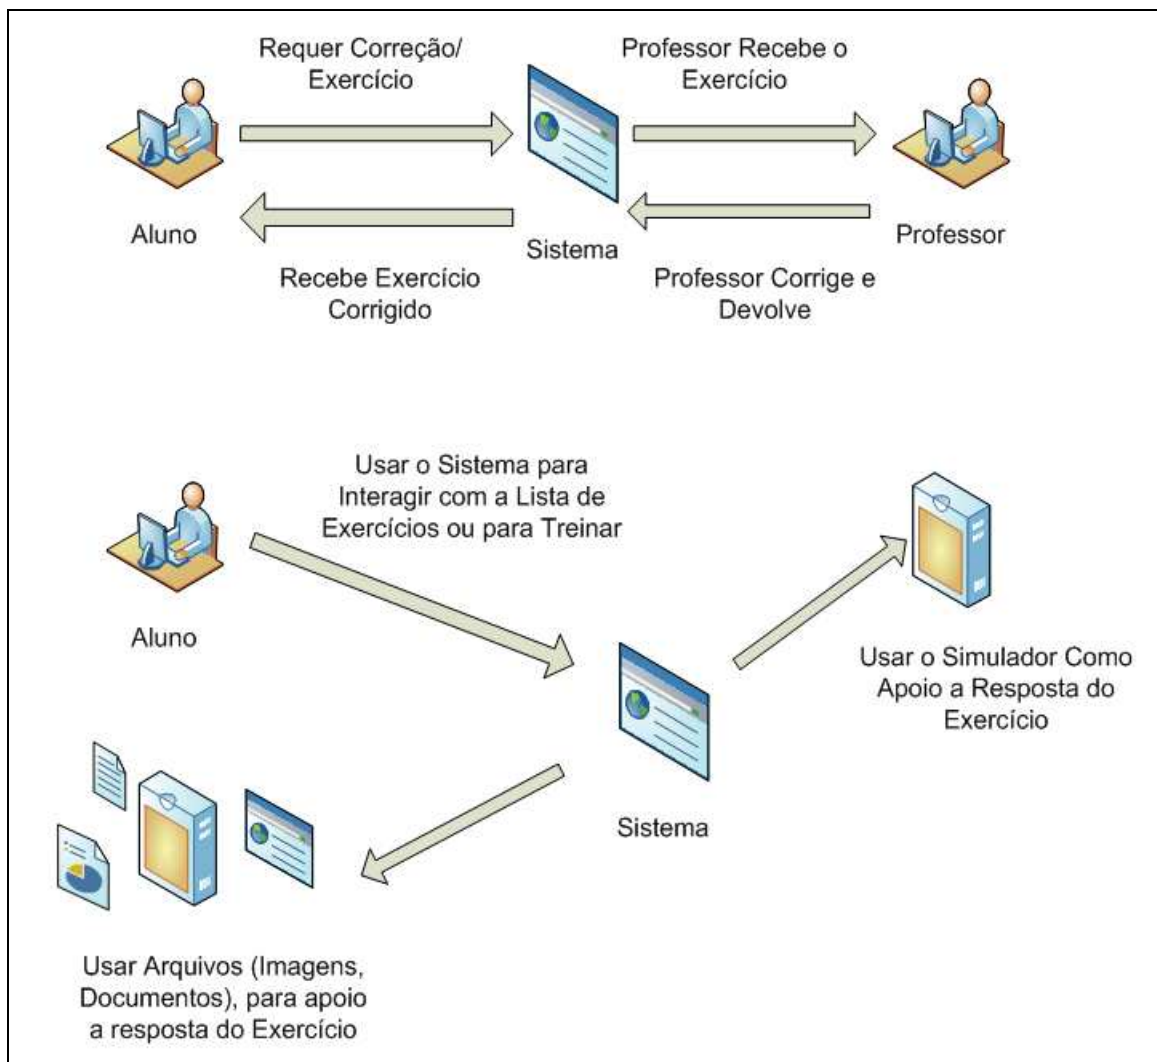 Requer Correção/
Exercício
Professor Recebe o
Exercício
Aluno
Sistema
Professor
Recebe Exercício
Corrigido
Professor Corrige e
Devolve
Usar o Sistema para
Interagir com a Lista de
Exercícios ou para Treinar
Aluno
Usar o Simulador Como
Apoio a Resposta do
Exercício
Sistema
Usar Arquivos (Imagens,
Documentos), para apoio
a resposta do Exercício